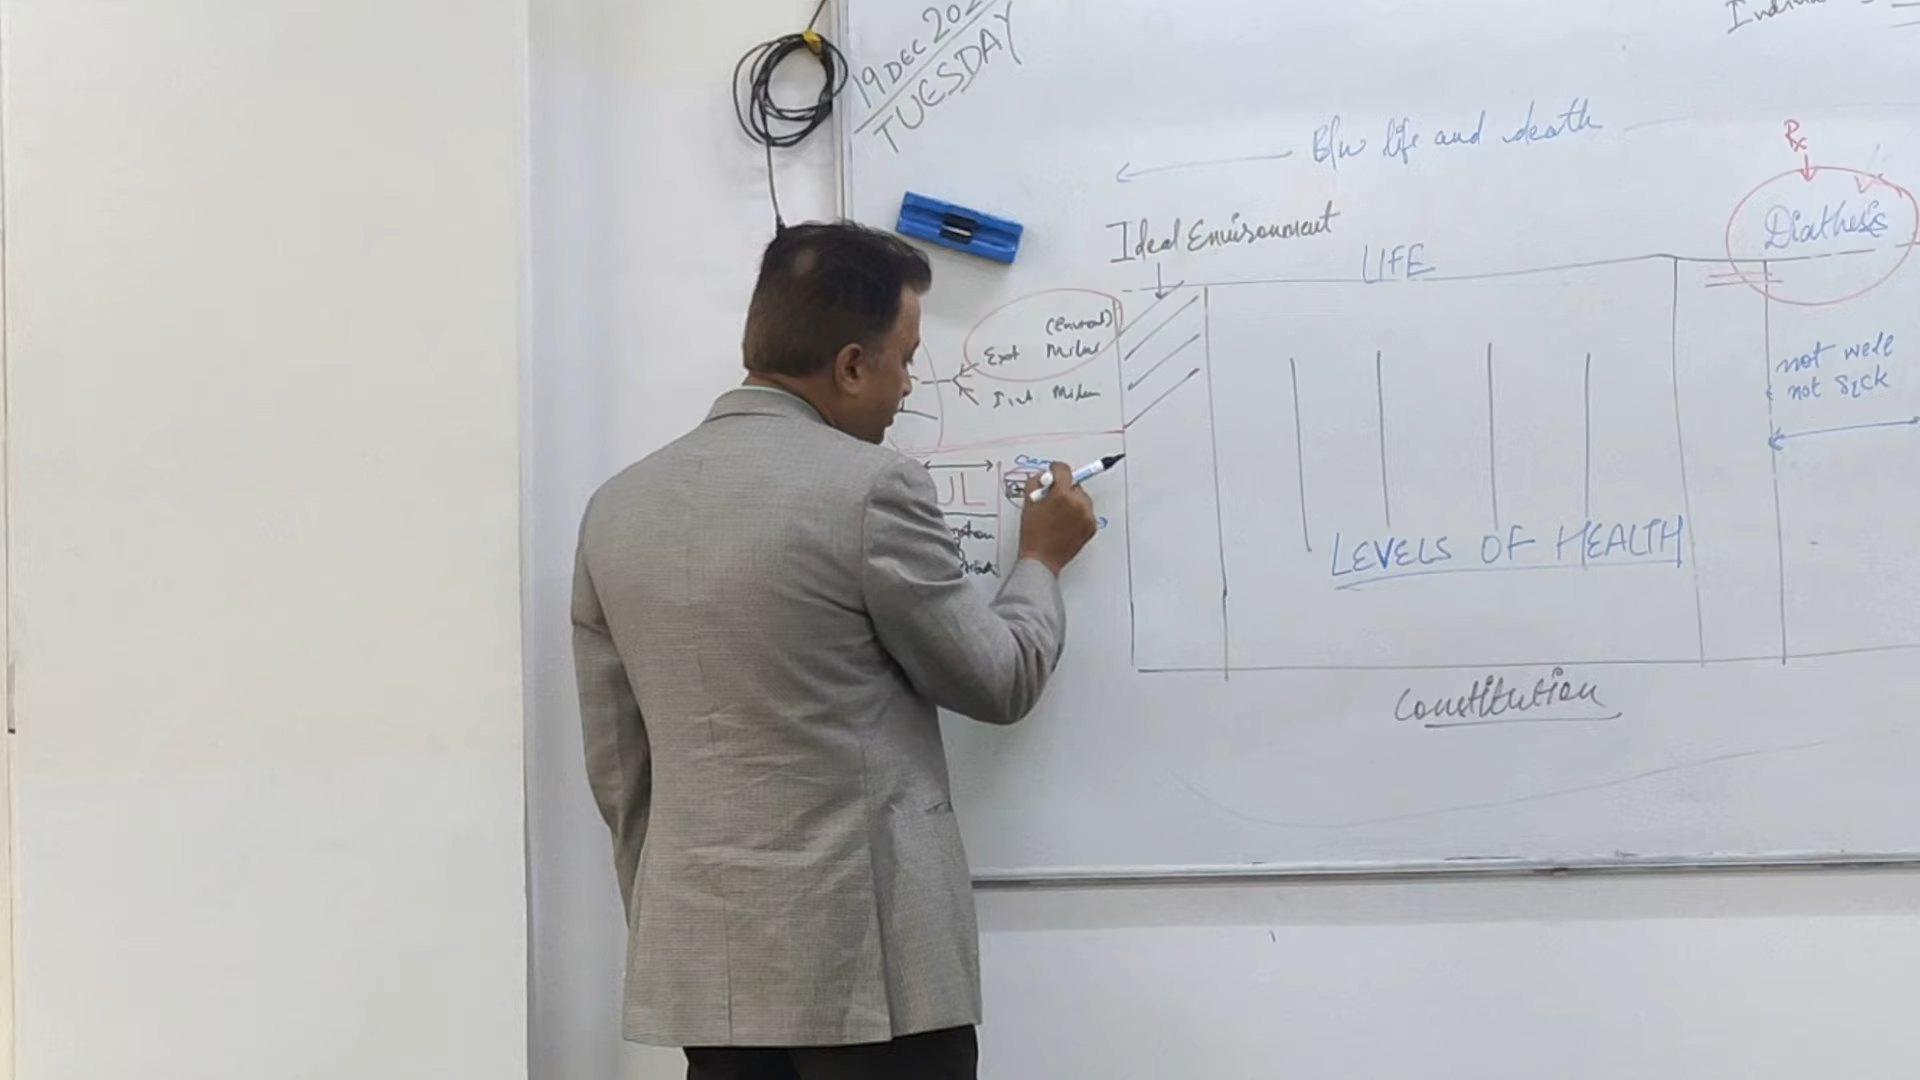 19 DEC 202
TUESDAY
B/w life and death
Rx
Diathesis
Ideal Environment
LIFE
Ext Milieu
Int. Milieu
not well
not sick
UL
LEVELS OF HEALTH
Constitution